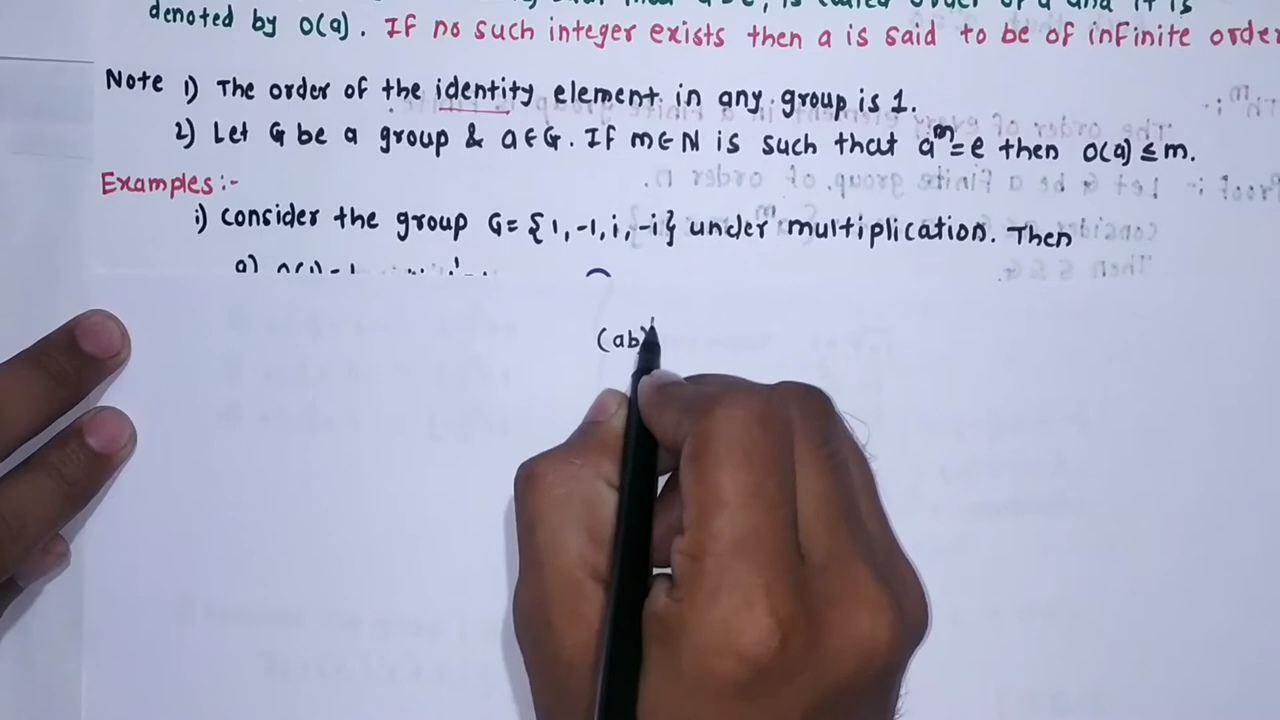 denoted by o(a). If no such integer exists then a is said to be of infinite order
Note 1) The order of the identity element in any group is 1.
2) Let G be a group & a∈G. If m∈N is such that a^m=e then o(a)≤m.
Examples:-
i) consider the group G={1,-1,i,-i} under multiplication. Then
(ab)